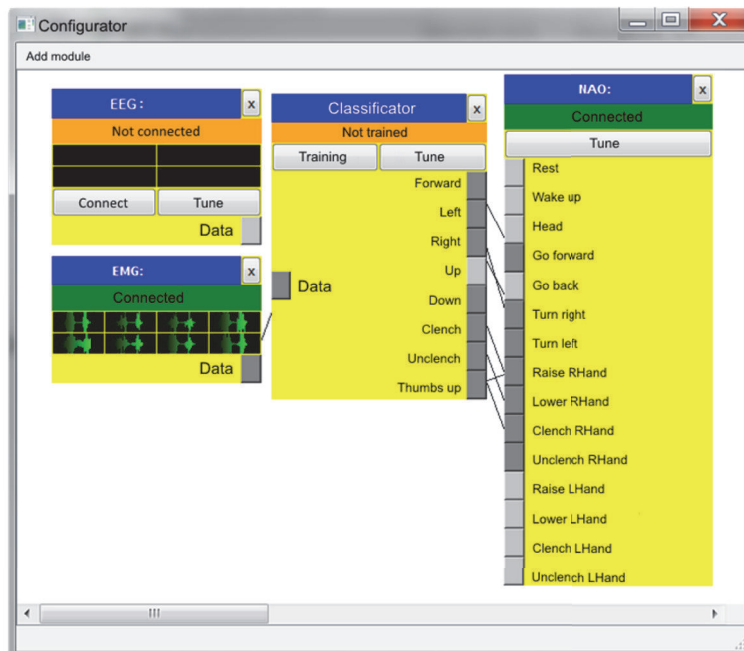 Configurator
Add module
EEG:
x
Not connected
Connect
Tune
Data
EMG:
x
Connected
Data
Classificator
x
Not trained
Training
Tune
Data
Forward
Left
Right
Up
Down
Clench
Unclench
Thumbs up
NAO:
x
Connected
Tune
Rest
Wake up
Head
Go forward
Go back
Turn right
Turn left
Raise RHand
Lower RHand
Clench RHand
Unclench RHand
Raise LHand
Lower LHand
Clench LHand
Unclench LHand